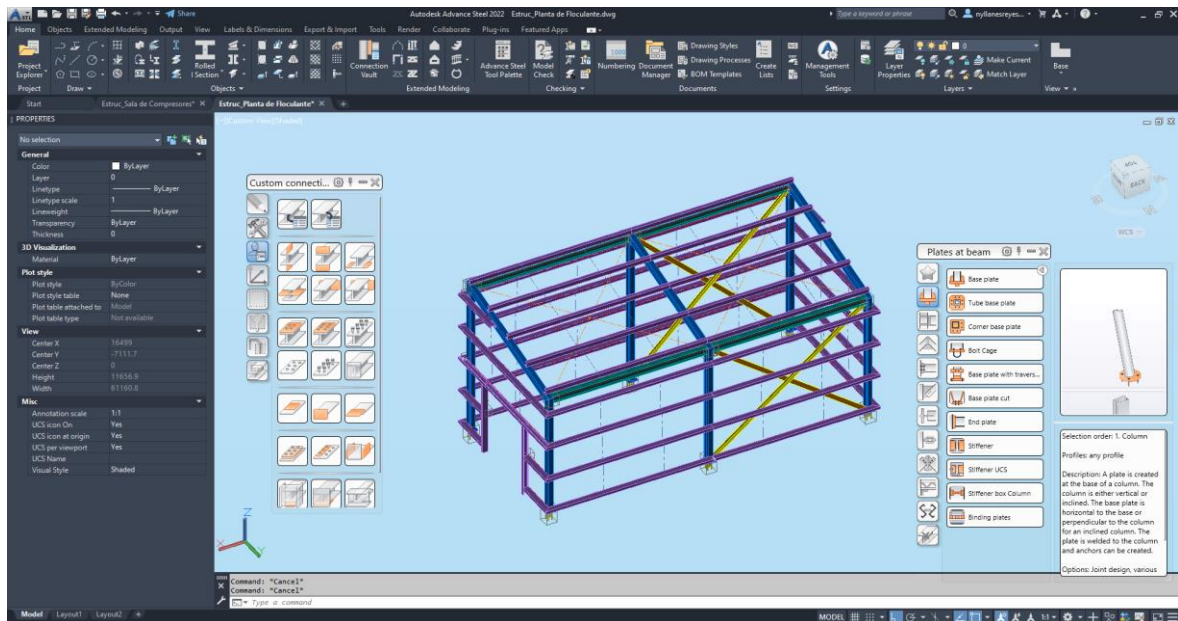 Share
Autodesk Advance Steel 2022 Estruc_Planta de Floculante.dwg
Type a keyword or phrase
nyllanesreyes...
Home Objects Extended Modeling Output View Labels & Dimensions Export & Import Tools Render Collaborate Plug-ins Featured Apps
Project Explorer
Rolled I Section
Connection Vault
Advance Steel Tool Palette
Model Check
Numbering
Document Manager
Drawing Styles
Drawing Processes
BOM Templates
Create Lists
Management Tools
Layer Properties
0
Make Current
Match Layer
Base
Project Draw Objects Extended Modeling Checking Documents Settings Layers View
Start Estruc_Sala de Compresores* Estruc_Planta de Floculante*
PROPERTIES
No selection
General
Color ByLayer
Layer 0
Linetype ByLayer
Linetype scale 1
Lineweight ByLayer
Transparency ByLayer
Thickness 0
3D Visualization
Material ByLayer
Plot style
Plot style ByColor
Plot style table None
Plot table attached to Model
Plot table type Not available
View
Center X 16499
Center Y -7111.7
Center Z 0
Height 11656.9
Width 61160.8
Misc
Annotation scale 1:1
UCS icon On Yes
UCS icon at origin Yes
UCS per viewport Yes
UCS Name
Visual Style Shaded
Custom connecti...
BACK
WCS
Plates at beam
Base plate
Tube base plate
Corner base plate
Bolt Cage
Base plate with travers...
Base plate cut
End plate
Stiffener
Stiffener UCS
Stiffener box Column
Binding plates
Selection order: 1. Column
Profiles: any profile
Description: A plate is created
at the base of a column. The
column is either vertical or
inclined. The base plate is
horizontal to the base or
perpendicular to the column
for an inclined column. The
plate is welded to the column
and anchors can be created.
Options: Joint design, various
Z
X
Y
Command: *Cancel*
Command: *Cancel*
Type a command
Model Layout1 Layout2 +
MODEL
1:1